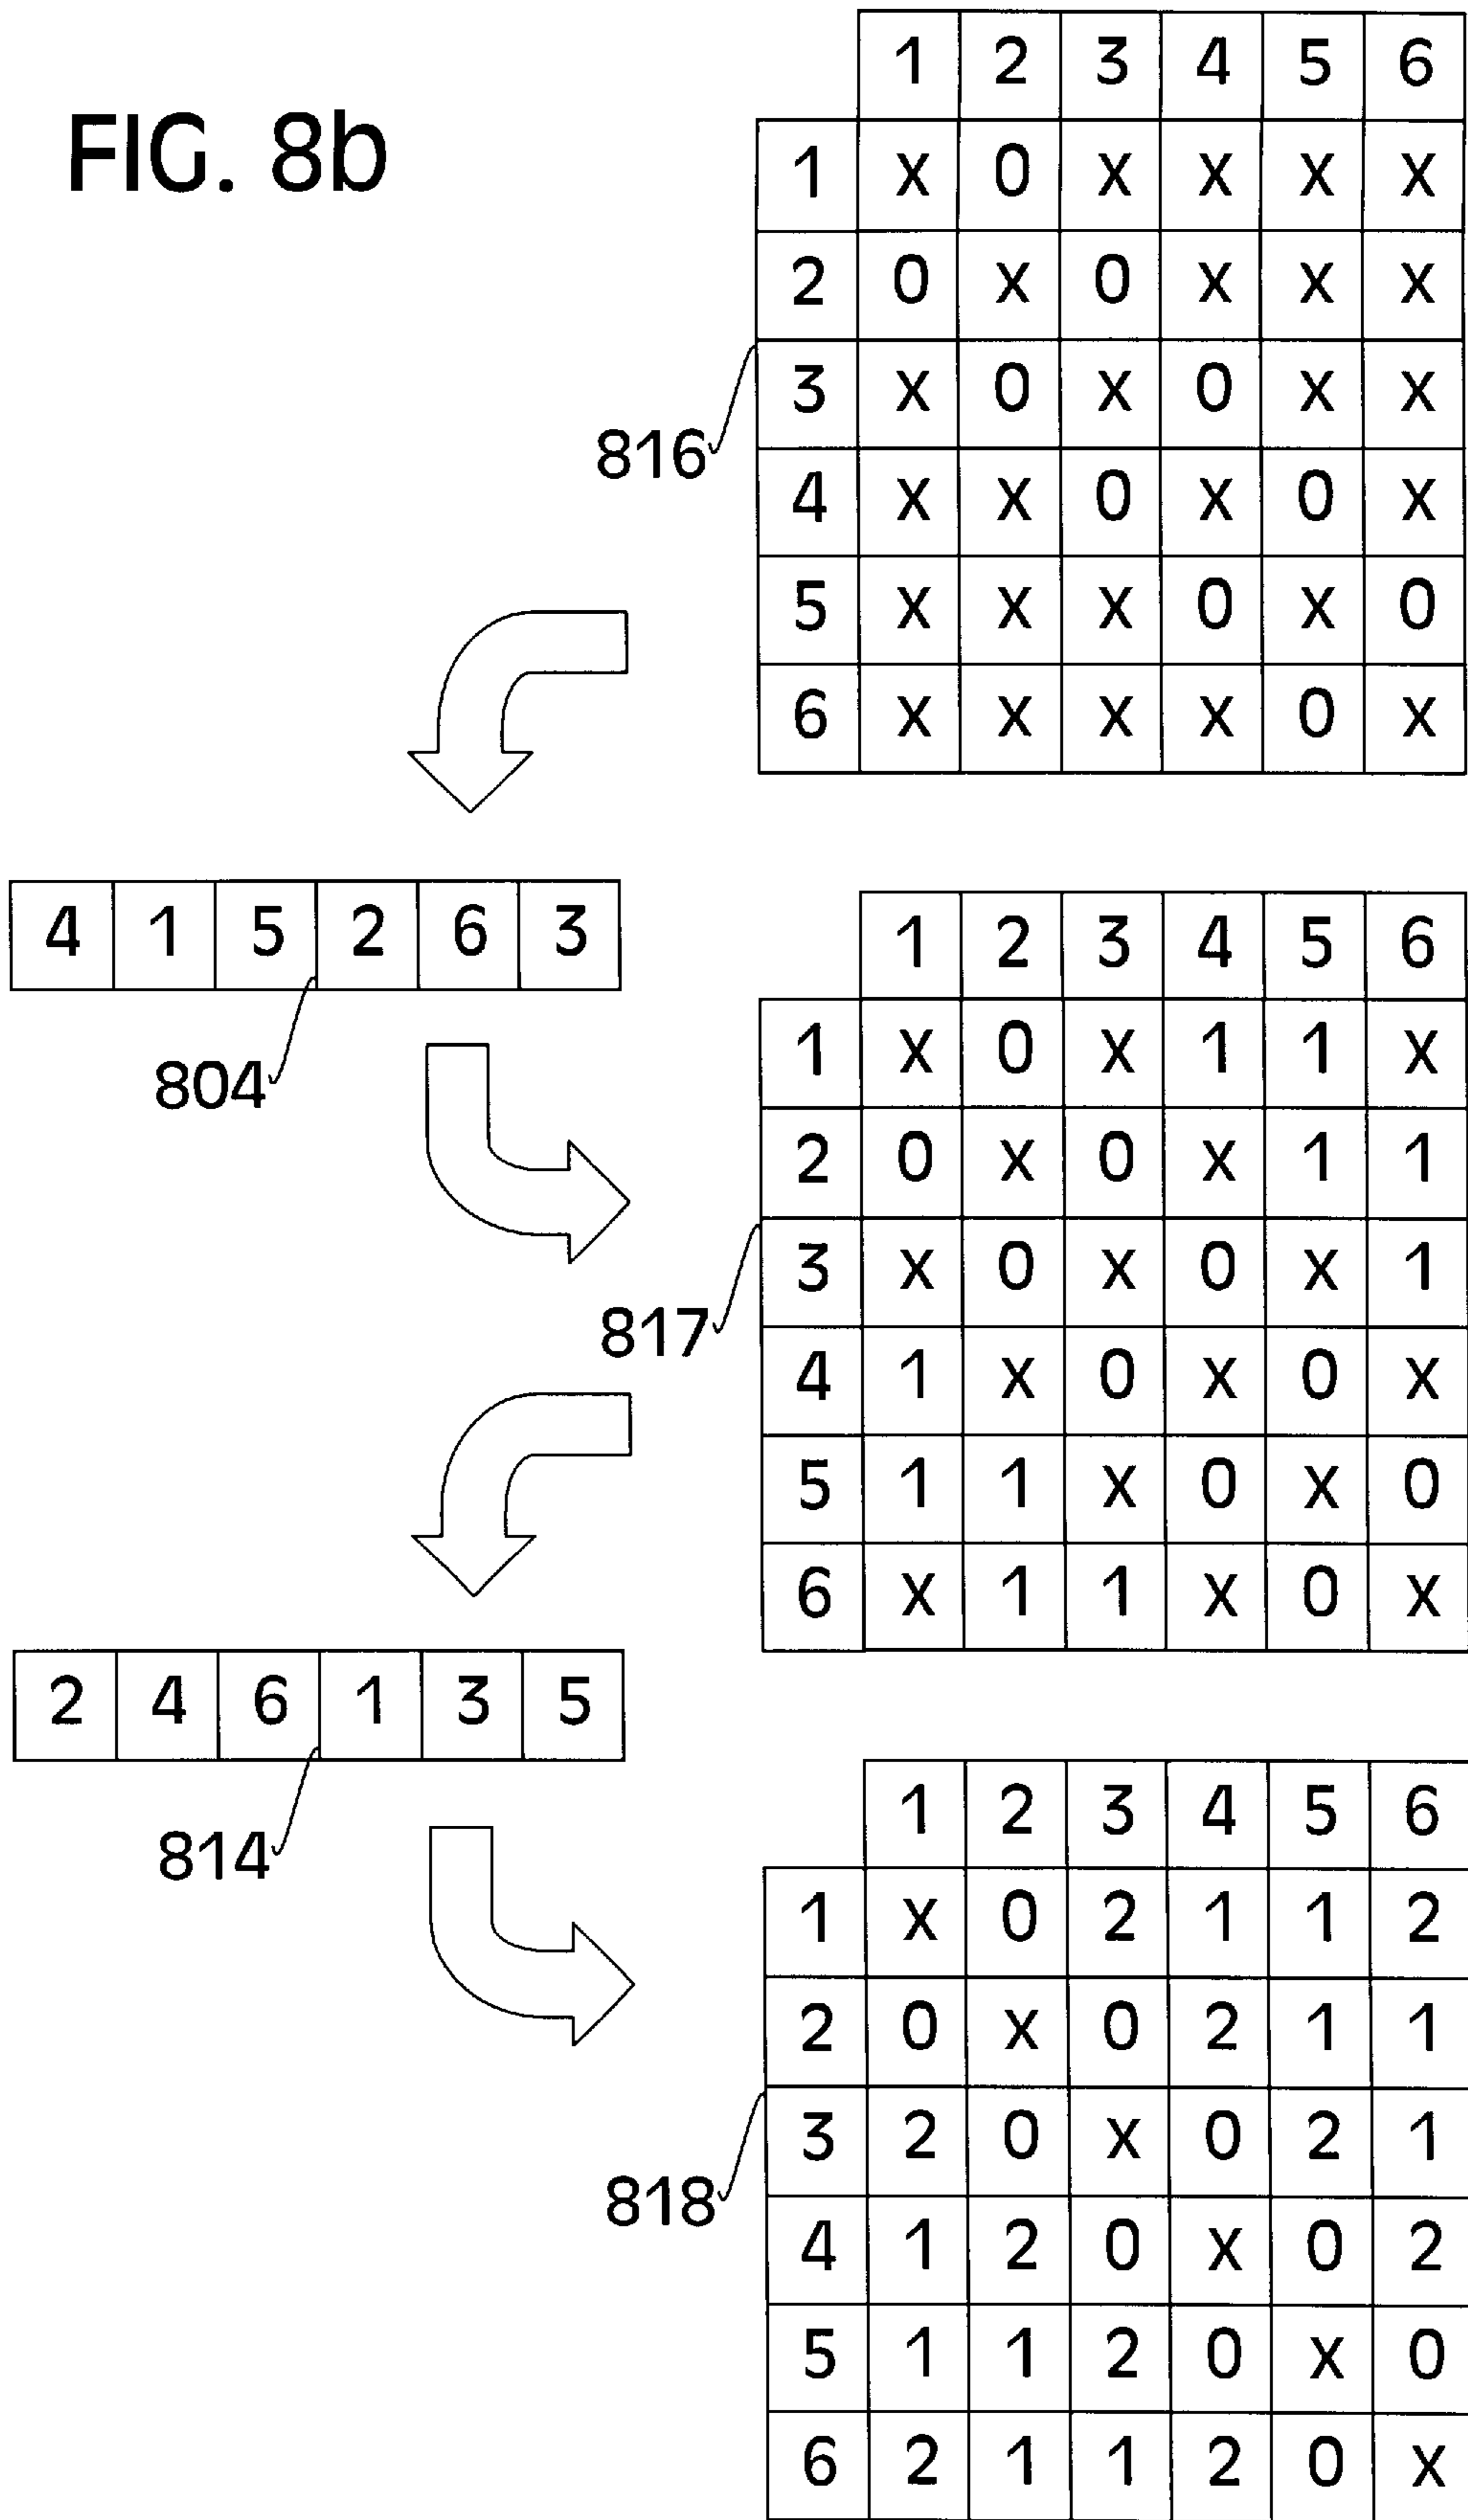 FIG. 8b
1 2 3 4 5 6
1 X 0 X X X X
2 0 X 0 X X X
3 X 0 X 0 X X
816
4 X X 0 X 0 X
5 X X X 0 X 0
6 X X X X 0 X
4 1 5 2 6 3
804
1 2 3 4 5 6
1 X 0 X 1 1 X
2 0 X 0 X 1 1
3 X 0 X 0 X 1
817
4 1 X 0 X 0 X
5 1 1 X 0 X 0
6 X 1 1 X 0 X
2 4 6 1 3 5
814
1 2 3 4 5 6
1 X 0 2 1 1 2
2 0 X 0 2 1 1
3 2 0 X 0 2 1
818
4 1 2 0 X 0 2
5 1 1 2 0 X 0
6 2 1 1 2 0 X